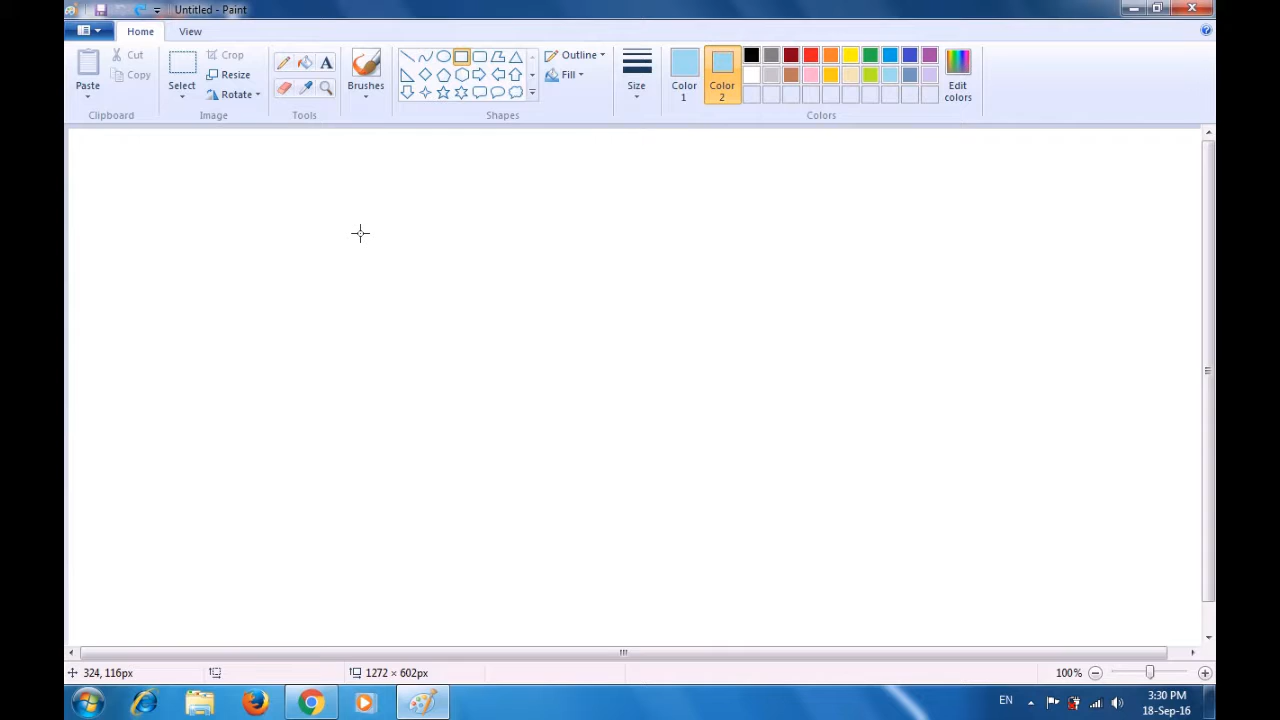 Untitled - Paint
Home View
Paste
Cut
Copy
Clipboard
Select
Crop
Resize
Rotate
Image
A
Tools
Brushes
Shapes
Outline
Fill
Size
Color 1
Color 2
Colors
Edit colors
324, 116px
1272 × 602px
100%
EN
3:30 PM
18-Sep-16